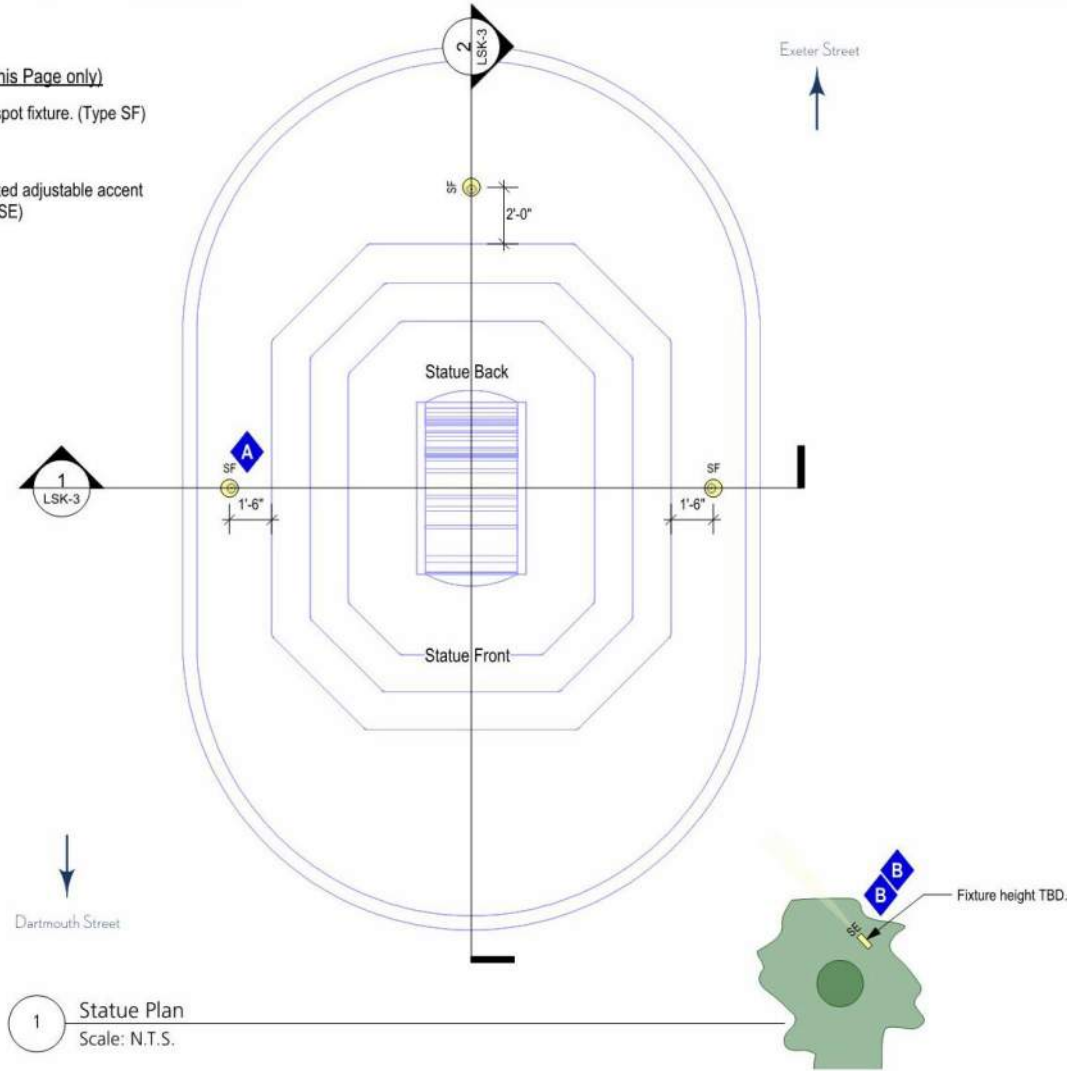 his Page only)
spot fixture. (Type SF)
ted adjustable accent
SE)
2
LSK-3
Exeter Street
SF
2'-0"
Statue Back
A
SF
SF
1
LSK-3
1'-6"
1'-6"
Statue Front
Dartmouth Street
B
B
SE
Fixture height TBD.
1
Statue Plan
Scale: N.T.S.